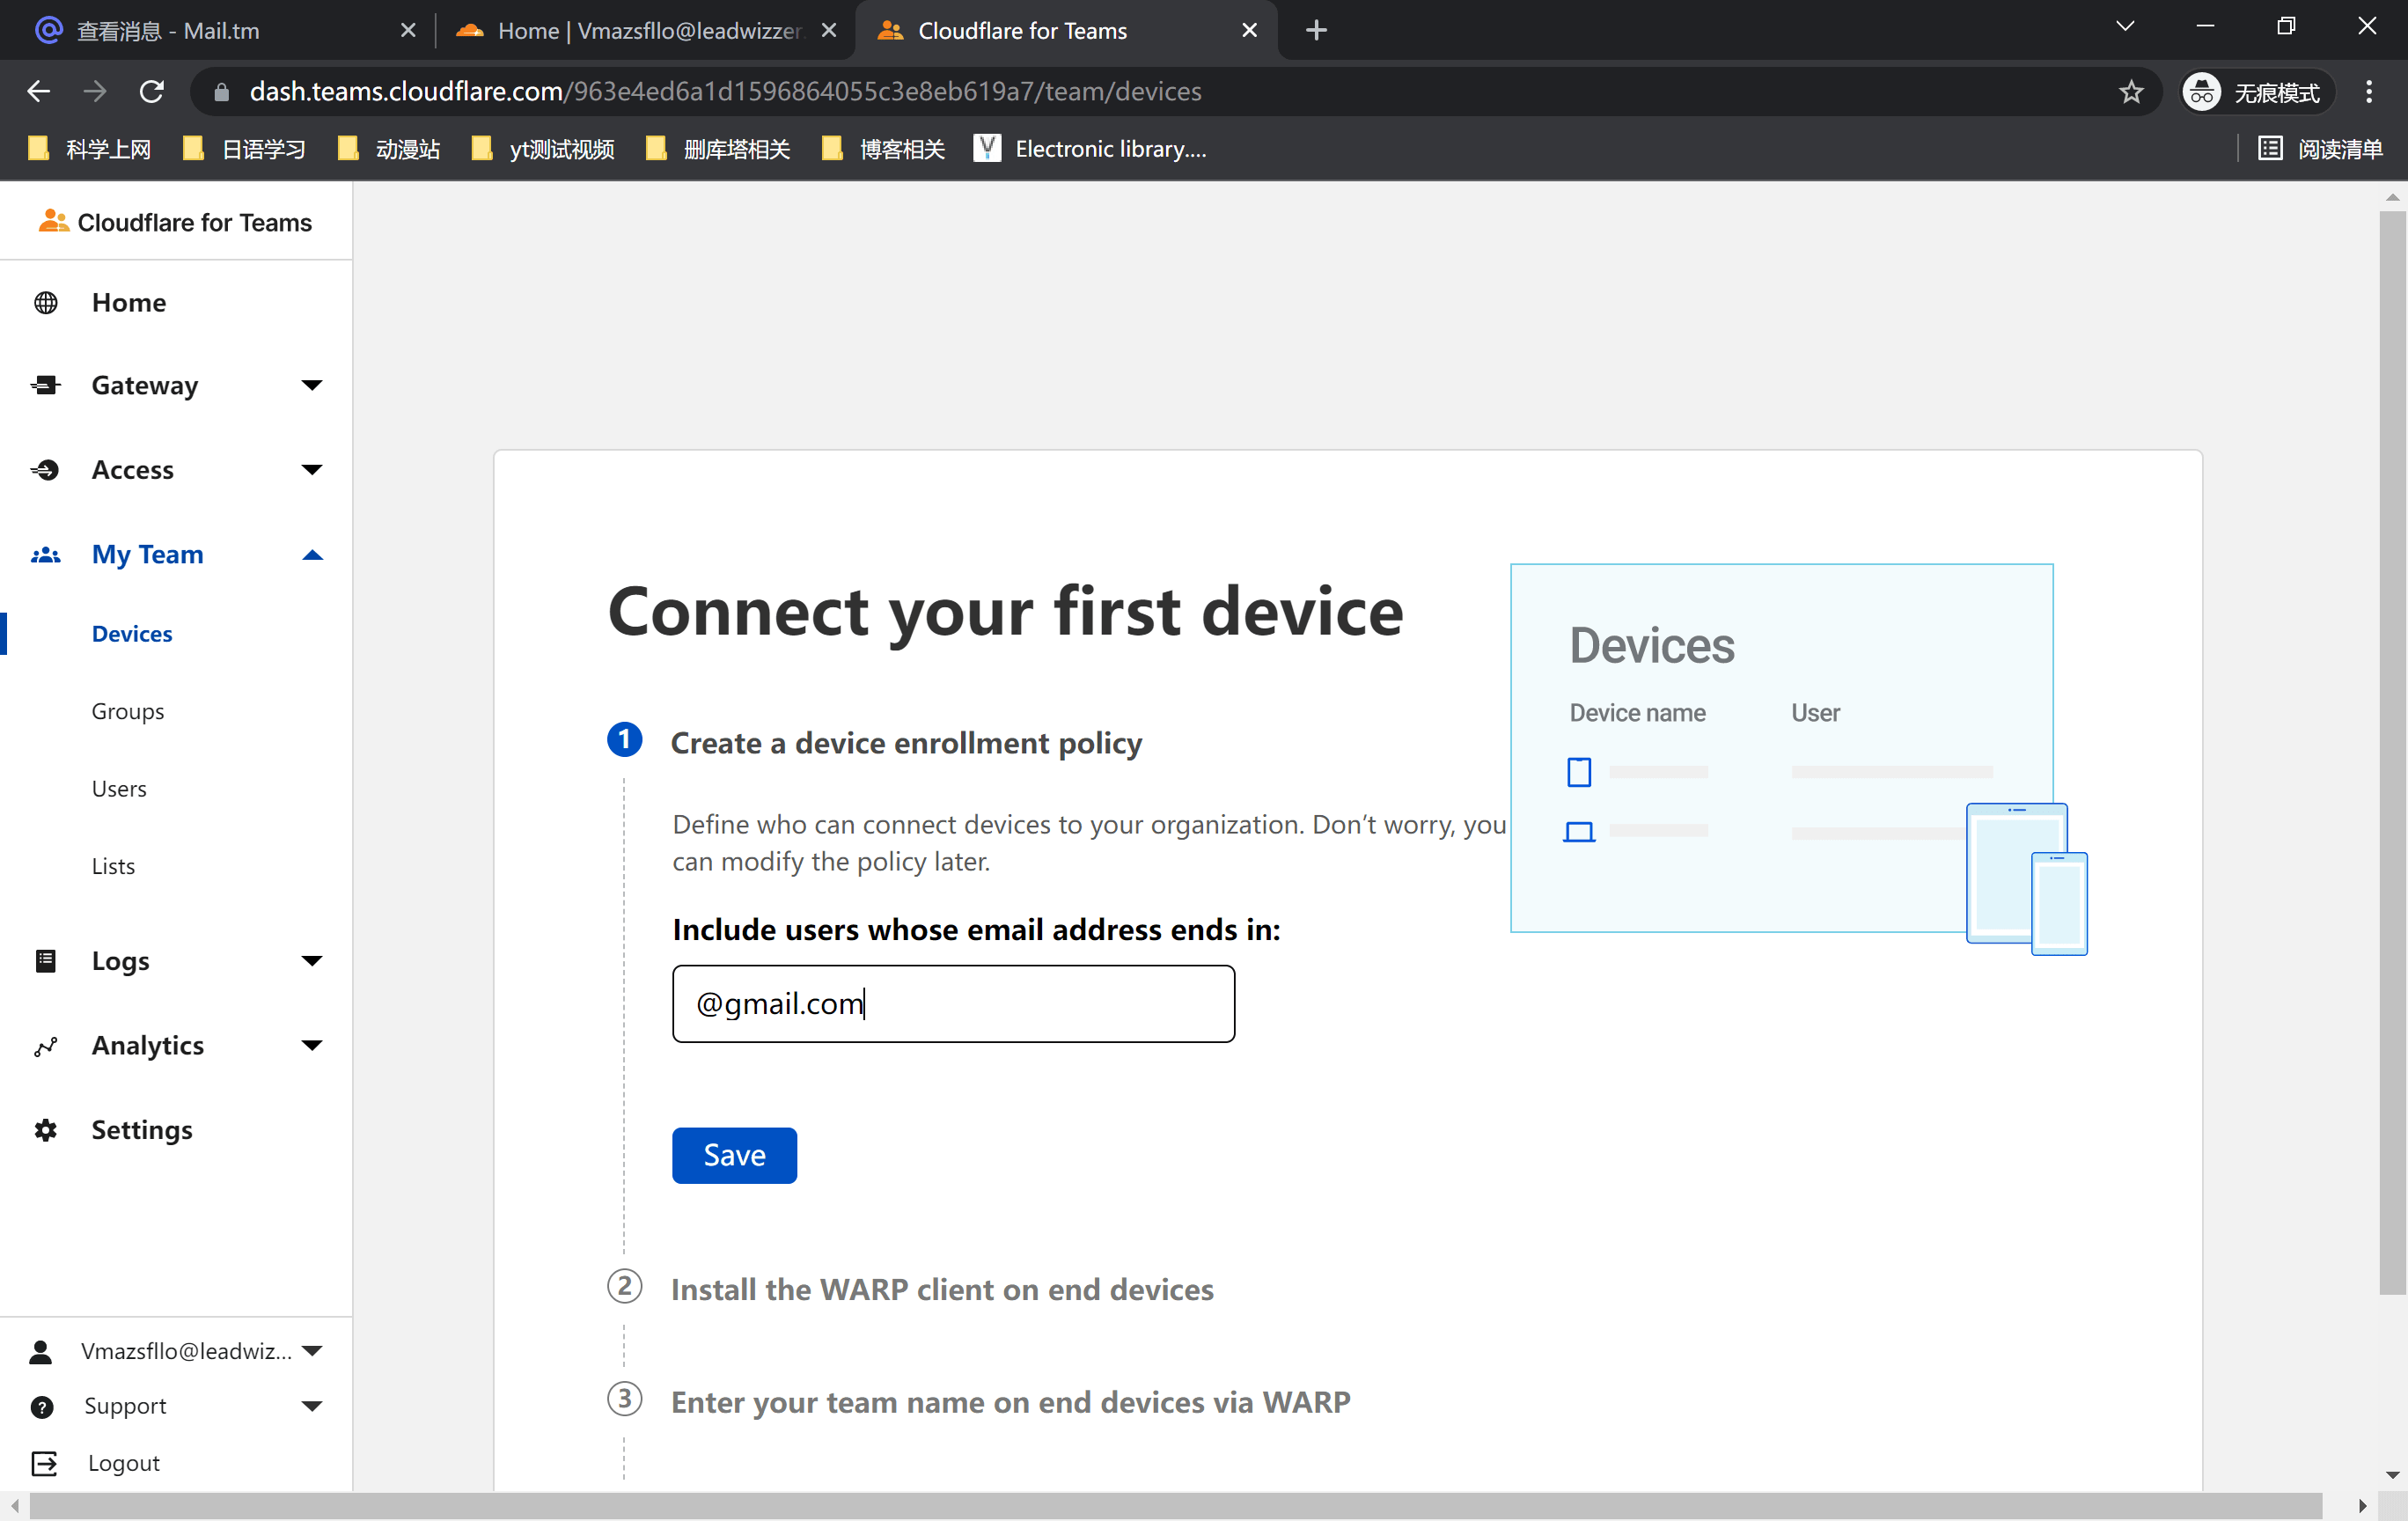 查看消息 - Mail.tm
Home | Vmazsfllo@leadwizzer.
Cloudflare for Teams
dash.teams.cloudflare.com/963e4ed6a1d1596864055c3e8eb619a7/team/devices
无痕模式
科学上网
日语学习
动漫站
yt测试视频
删库塔相关
博客相关
Electronic library....
阅读清单
Cloudflare for Teams
Home
Gateway
Access
My Team
Devices
Groups
Users
Lists
Logs
Analytics
Settings
Vmazsfllo@leadwiz...
Support
Logout
Connect your first device
1 Create a device enrollment policy
Define who can connect devices to your organization. Don’t worry, you
can modify the policy later.
Include users whose email address ends in:
@gmail.com
Save
2 Install the WARP client on end devices
3 Enter your team name on end devices via WARP
Devices
Device name User